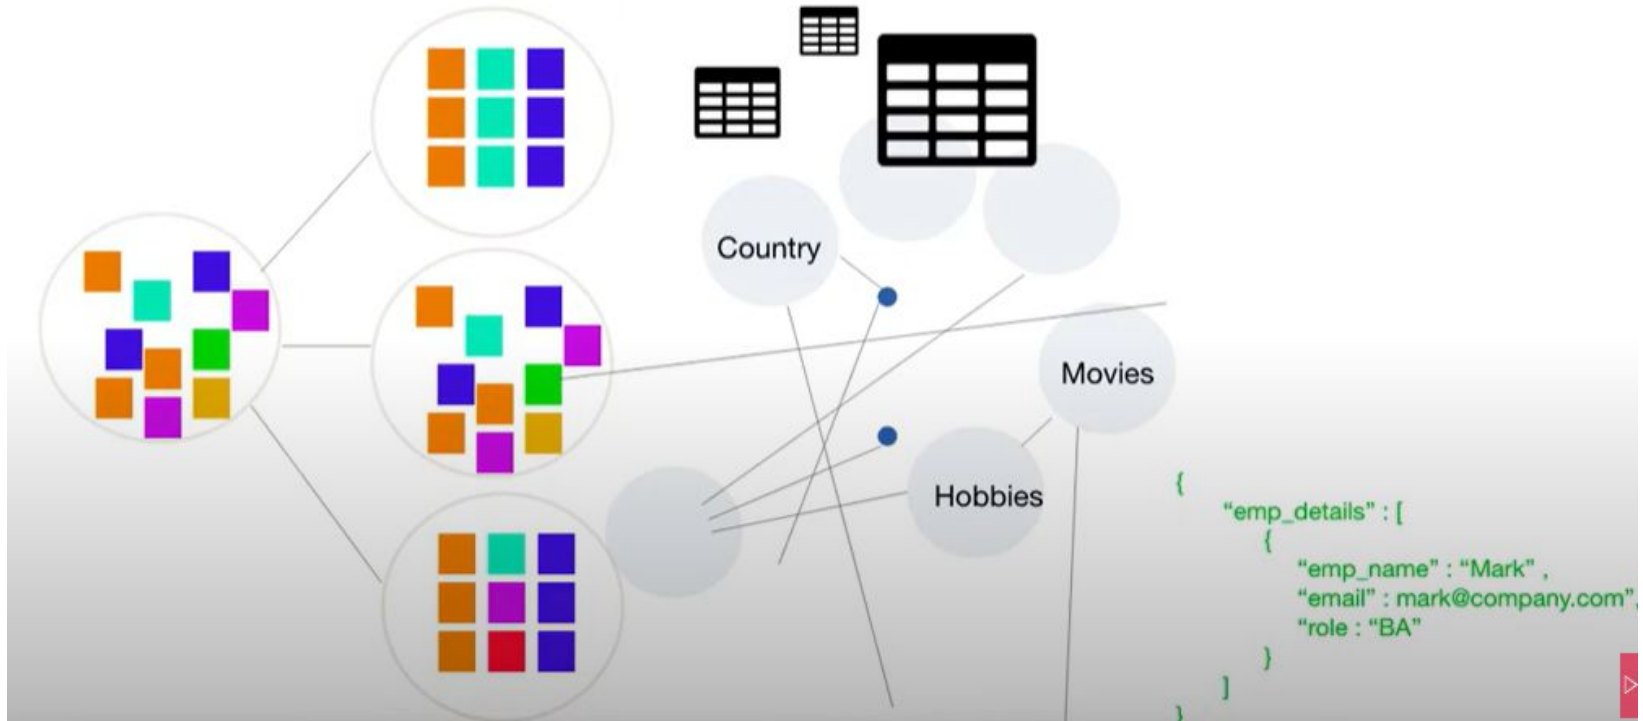 Country
Movies
Hobbies
{
“emp_details” : [
{
“emp_name” : “Mark” ,
“email” : mark@company.com”,
“role : “BA”
}
]
}